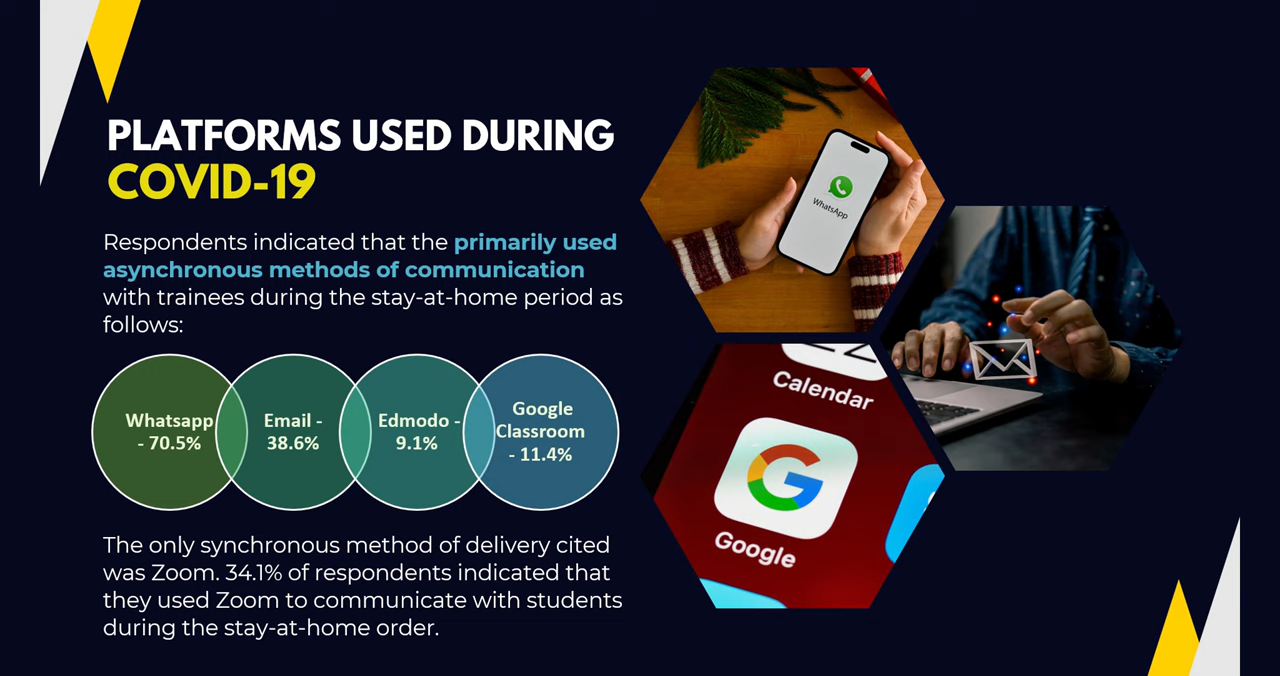 PLATFORMS USED DURING
COVID-19
Respondents indicated that the primarily used
asynchronous methods of communication
with trainees during the stay-at-home period as
follows:
Whatsapp
- 70.5%
Email -
38.6%
Edmodo -
9.1%
Google
Classroom
- 11.4%
The only synchronous method of delivery cited
was Zoom. 34.1% of respondents indicated that
they used Zoom to communicate with students
during the stay-at-home order.
WhatsApp
Calendar
Google